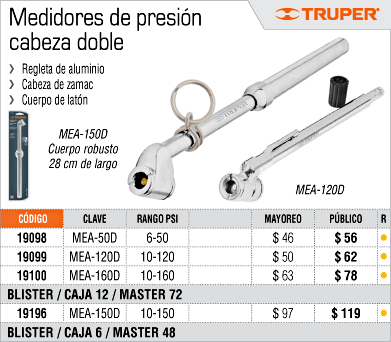 Medidores de presión
cabeza doble
TRUPER®
Regleta de aluminio
Cabeza de zamac
Cuerpo de latón
MEA-150D
Cuerpo robusto
28 cm de largo
TRUPER
MEA-120D
CÓDIGO CLAVE RANGO PSI MAYOREO PÚBLICO R
19098 MEA-50D 6-50 $ 46 $ 56
19099 MEA-120D 10-120 $ 50 $ 62
19100 MEA-160D 10-160 $ 63 $ 78
BLISTER / CAJA 12 / MASTER 72
19196 MEA-150D 10-150 $ 97 $ 119
BLISTER / CAJA 6 / MASTER 48